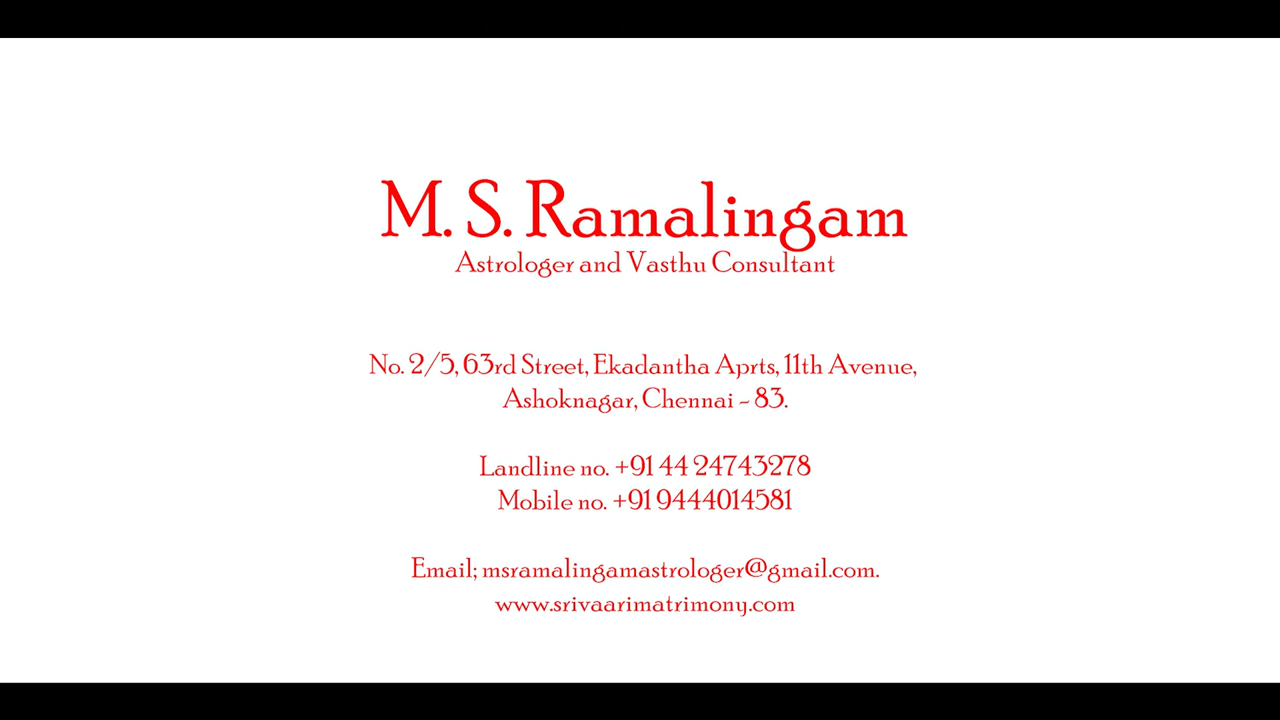 M. S. Ramalingam
Astrologer and Vasthu Consultant
No. 2/5, 63rd Street, Ekadantha Aprts, 11th Avenue,
Ashoknagar, Chennai - 83.
Landline no. +91 44 24743278
Mobile no. +91 9444014581
Email; msramalingamastrologer@gmail.com.
www.srivaarimatrimony.com